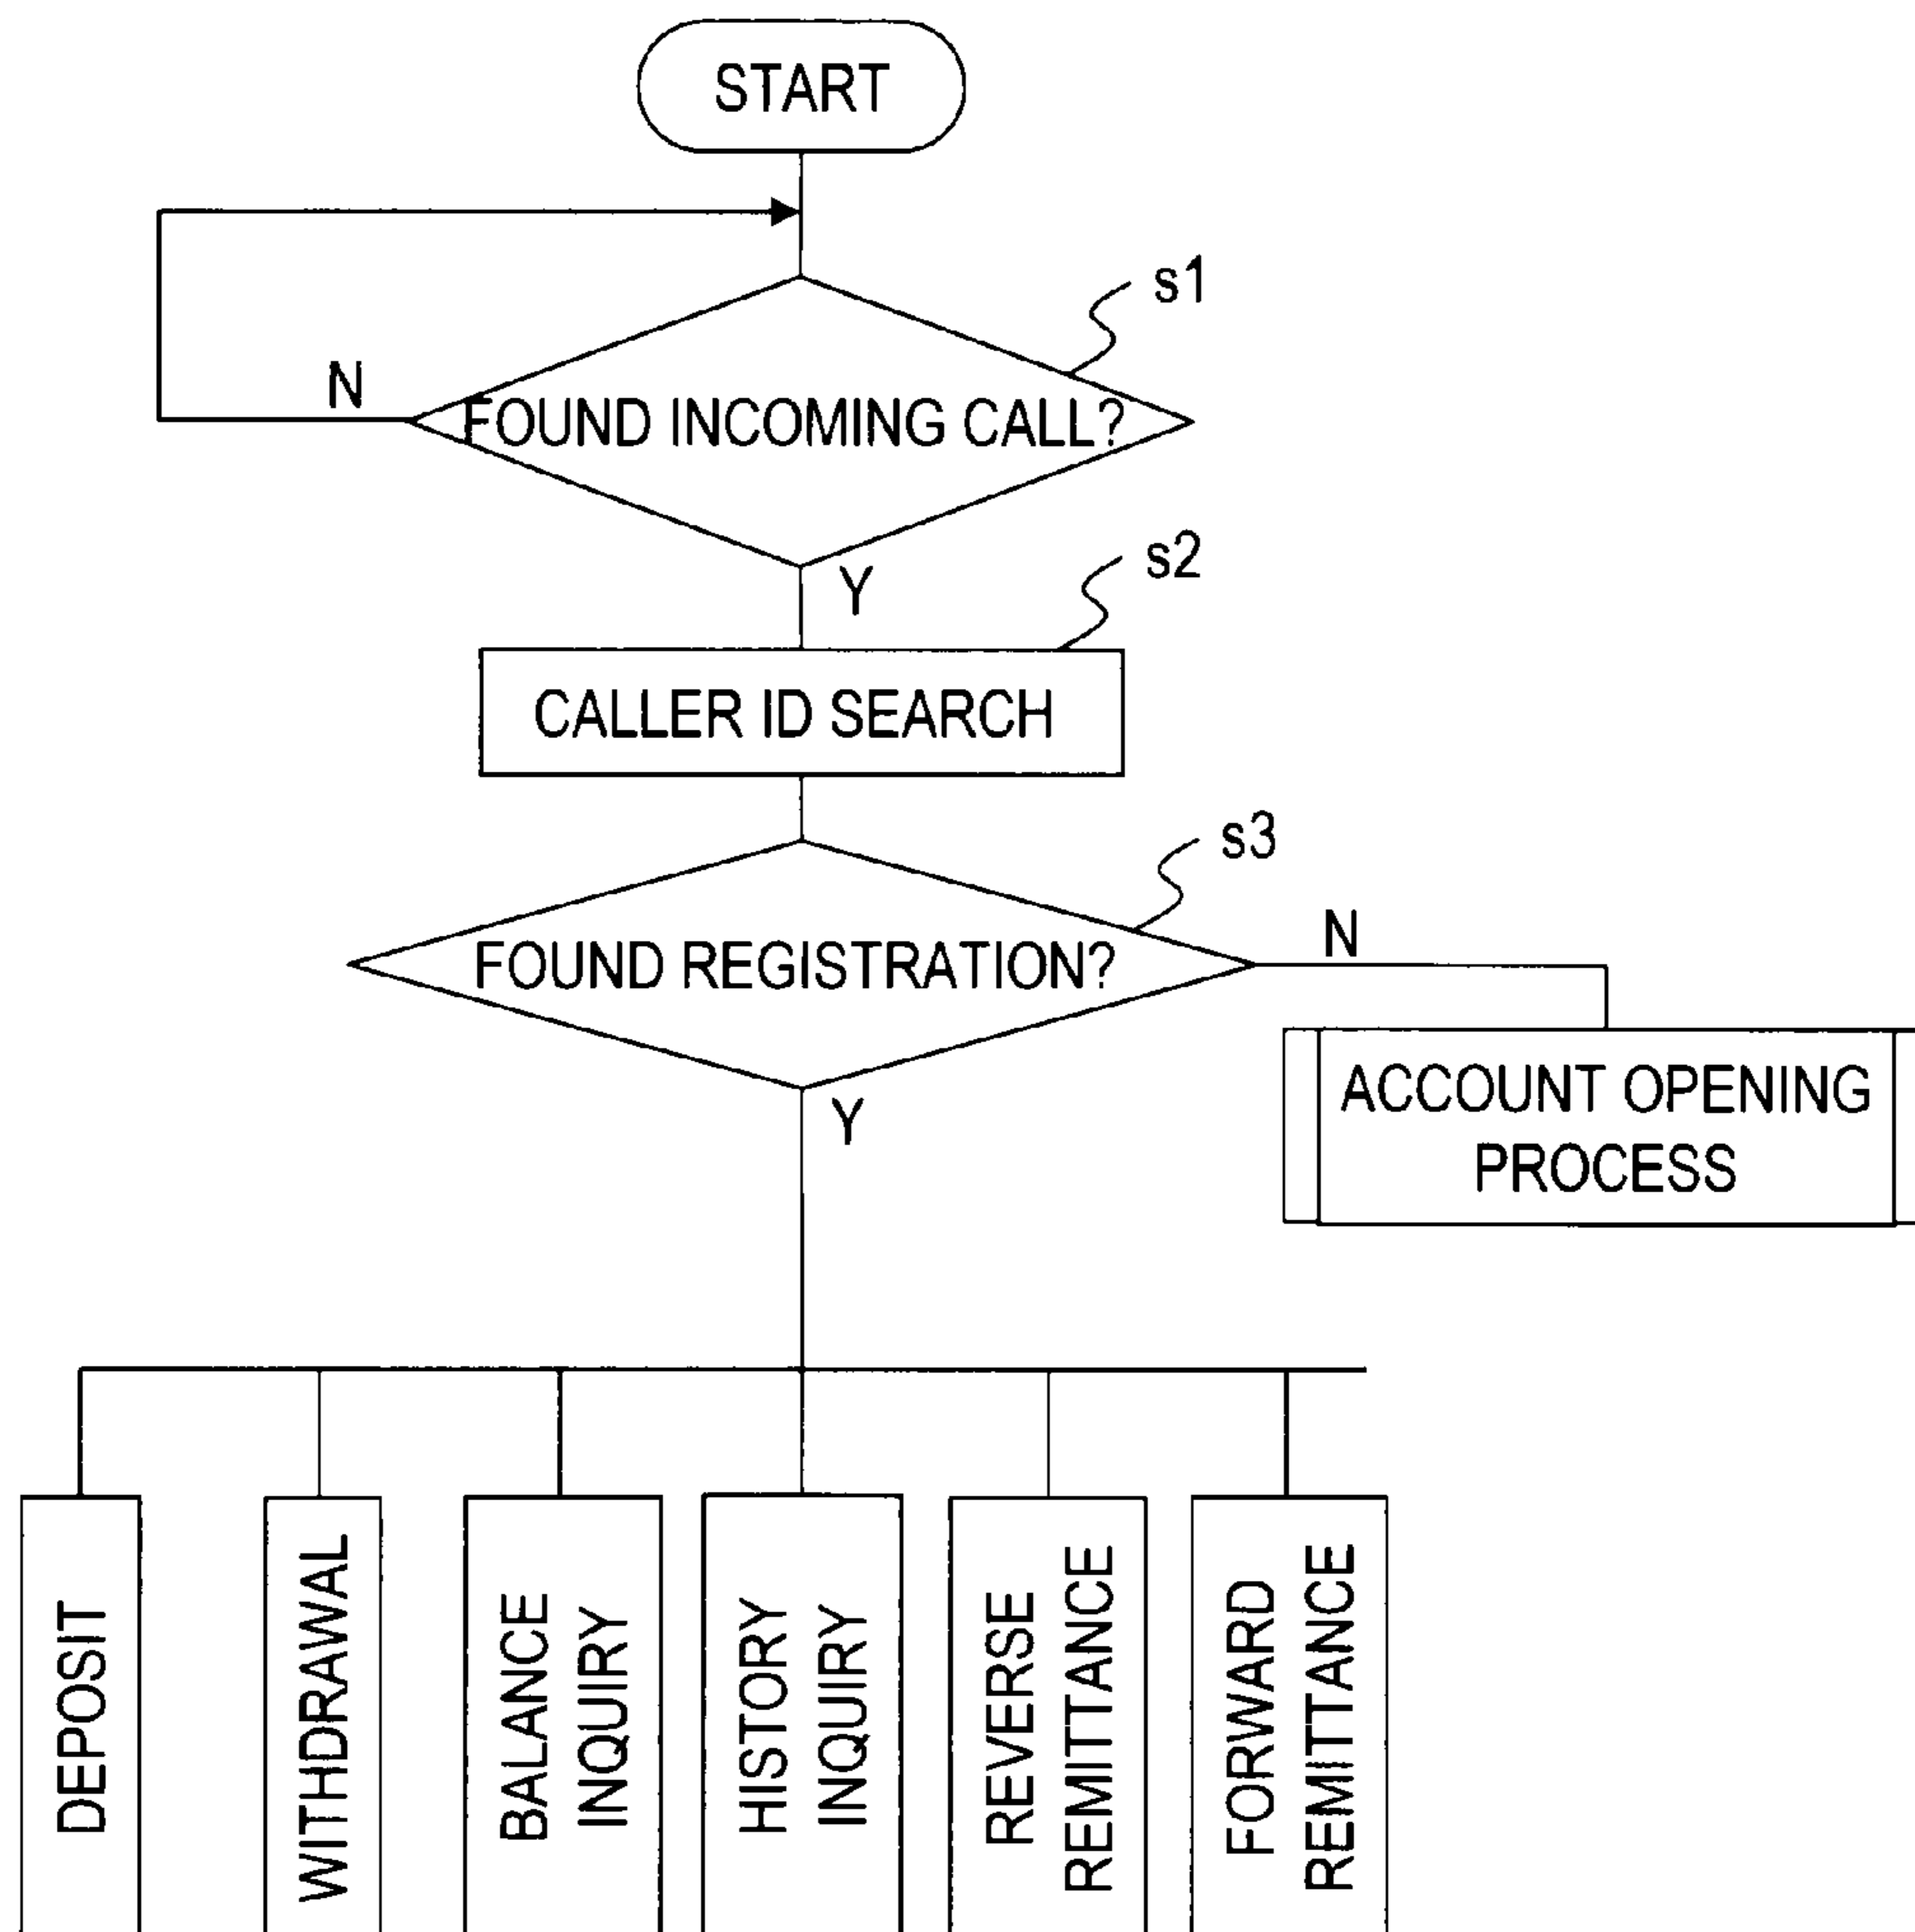 START
s1
N
FOUND INCOMING CALL?
s2
Y
CALLER ID SEARCH
s3
N
FOUND REGISTRATION?
ACCOUNT OPENING
PROCESS
Y
DEPOSIT
WITHDRAWAL
BALANCE
INQUIRY
HISTORY
INQUIRY
REVERSE
REMITTANCE
FORWARD
REMITTANCE